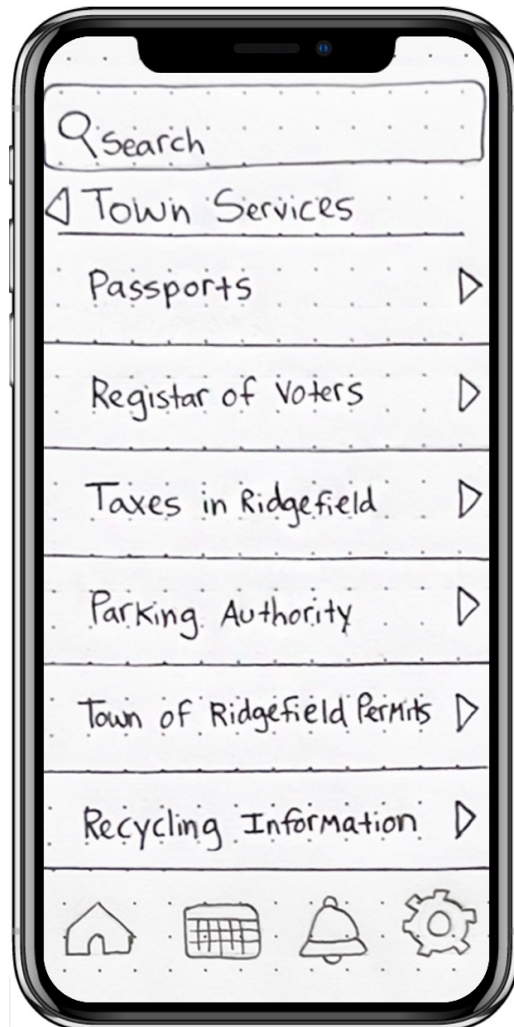 Search
Town Services
Passports
Registar of Voters
Taxes in Ridgefield
Parking Authority
Town of Ridgefield Permits
Recycling Information